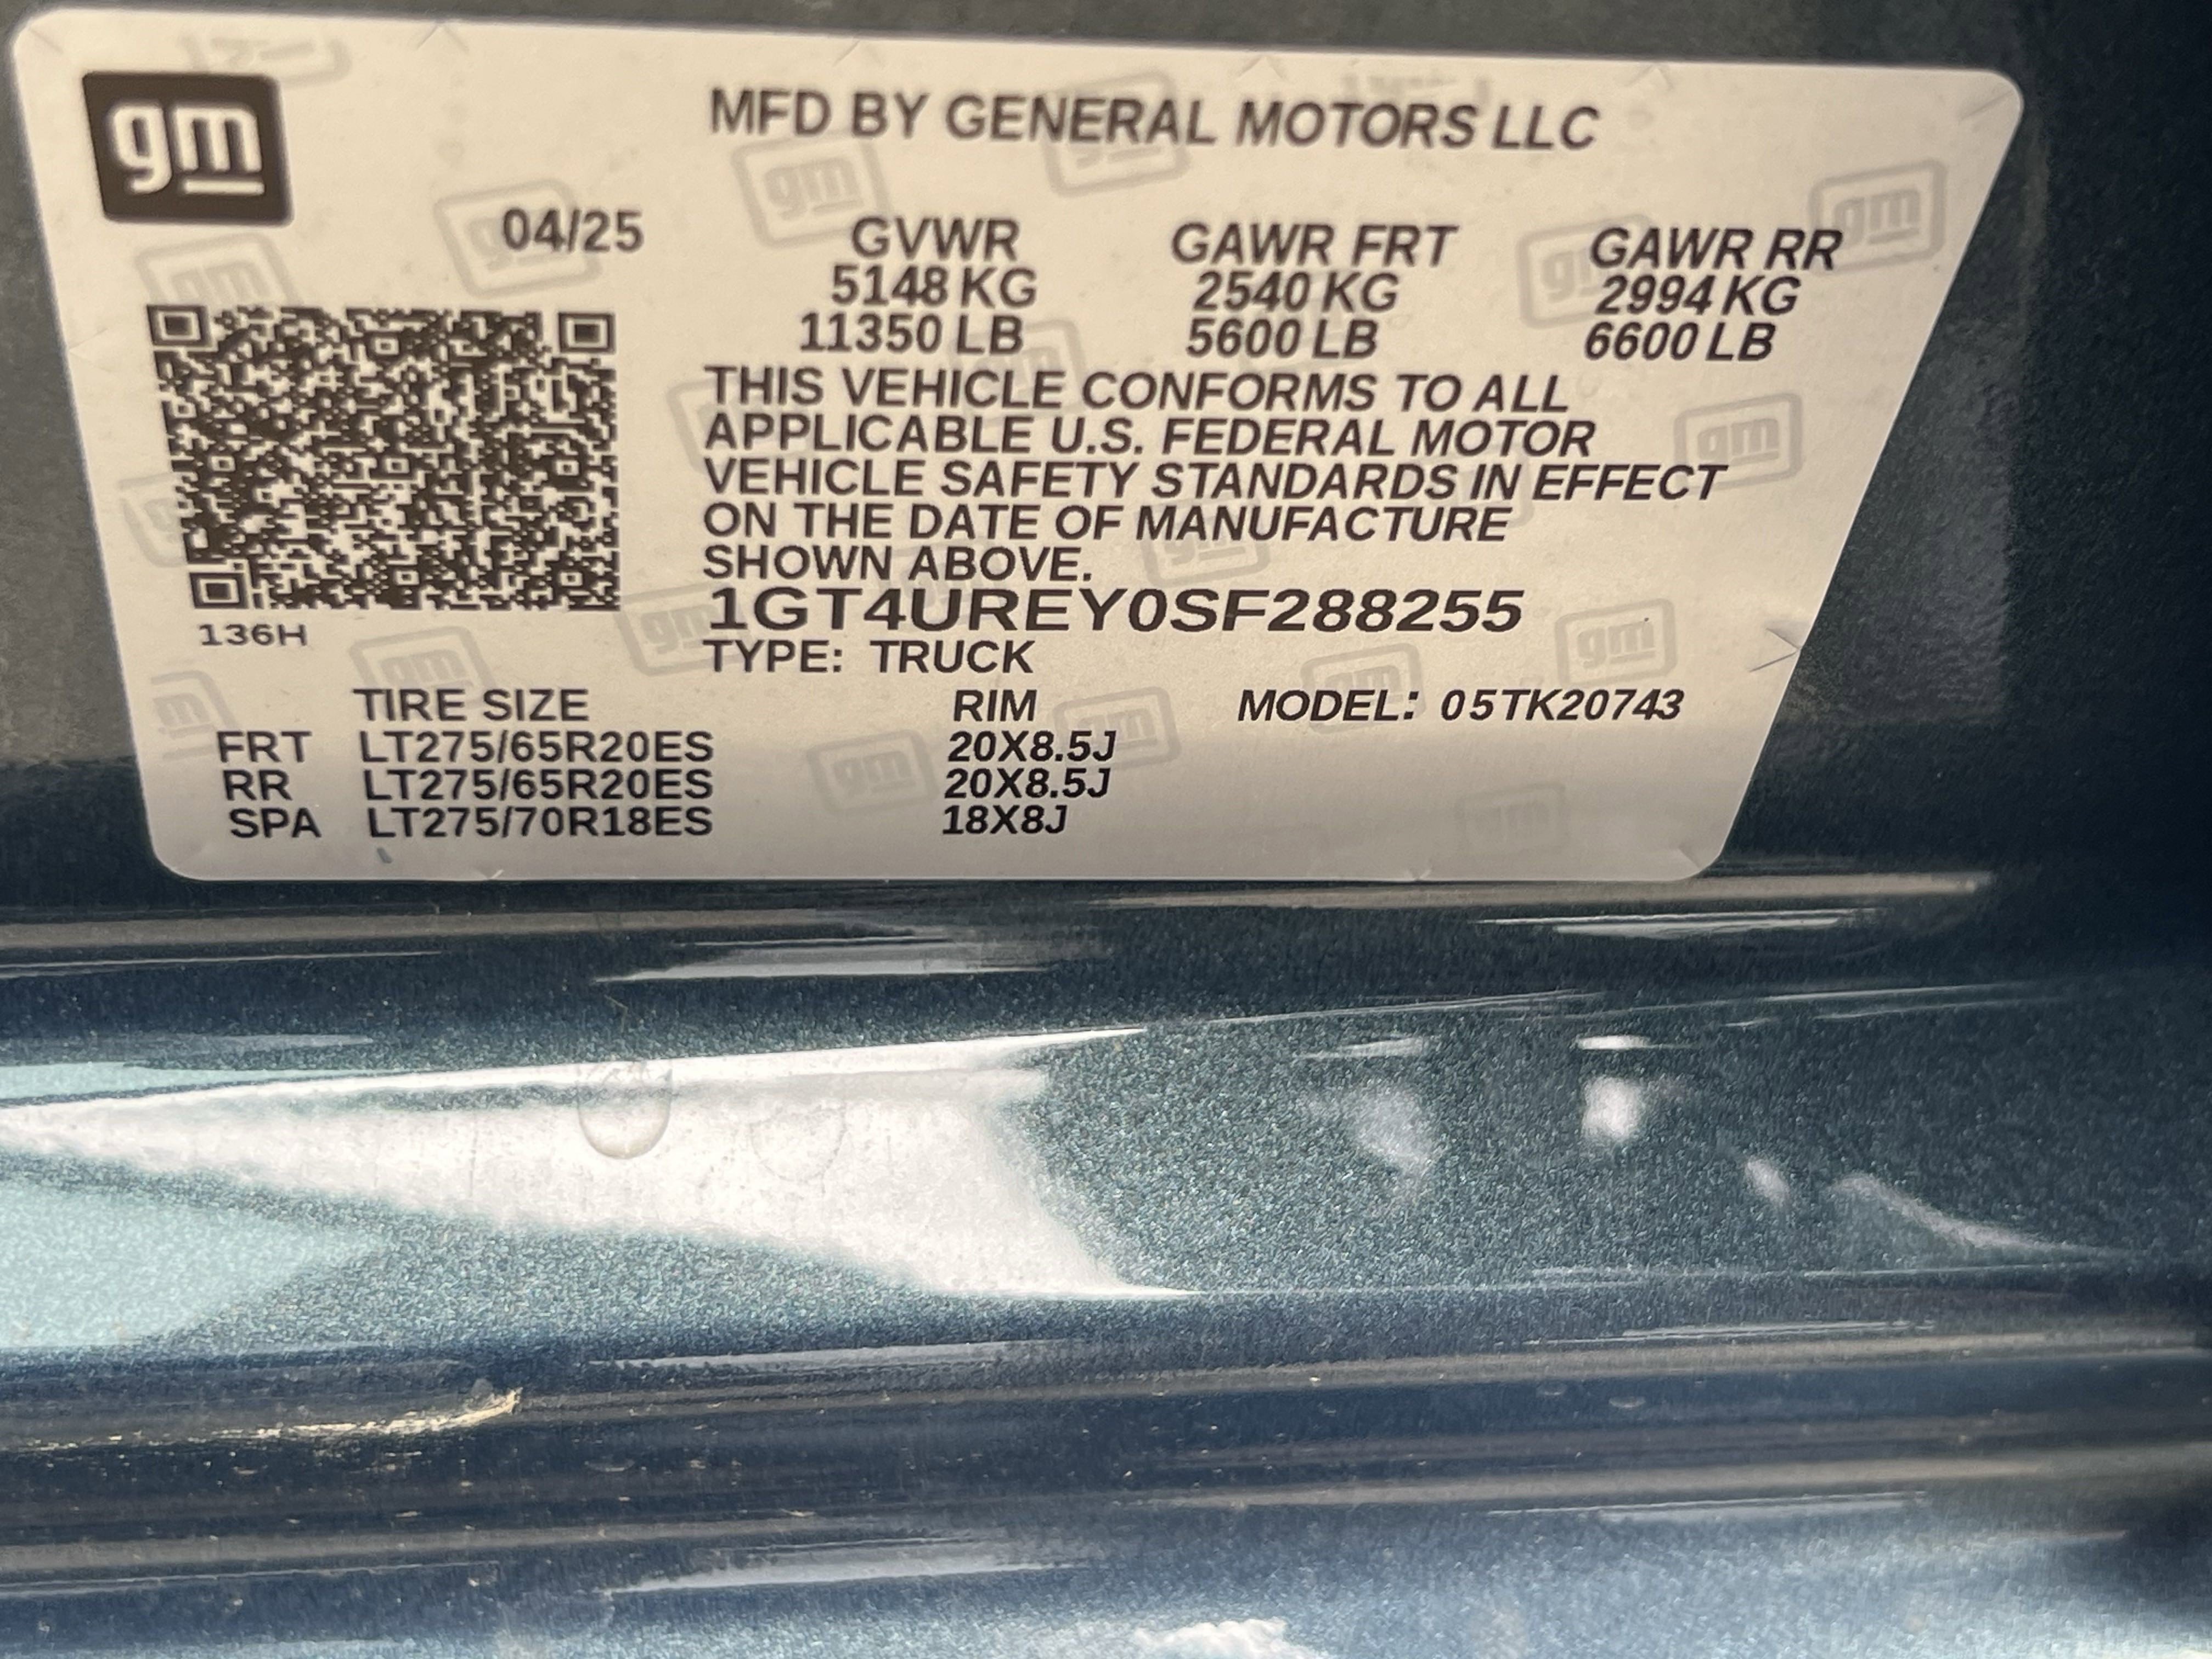 gm
MFD BY GENERAL MOTORS LLC
04/25 GVWR GAWR FRT GAWR RR
5148 KG 2540 KG 2994 KG
11350 LB 5600 LB 6600 LB
THIS VEHICLE CONFORMS TO ALL
APPLICABLE U.S. FEDERAL MOTOR
VEHICLE SAFETY STANDARDS IN EFFECT
ON THE DATE OF MANUFACTURE
SHOWN ABOVE.
1GT4UREY0SF288255
136H
TYPE: TRUCK
TIRE SIZE RIM MODEL: 05TK20743
FRT LT275/65R20ES 20X8.5J
RR LT275/65R20ES 20X8.5J
SPA LT275/70R18ES 18X8J